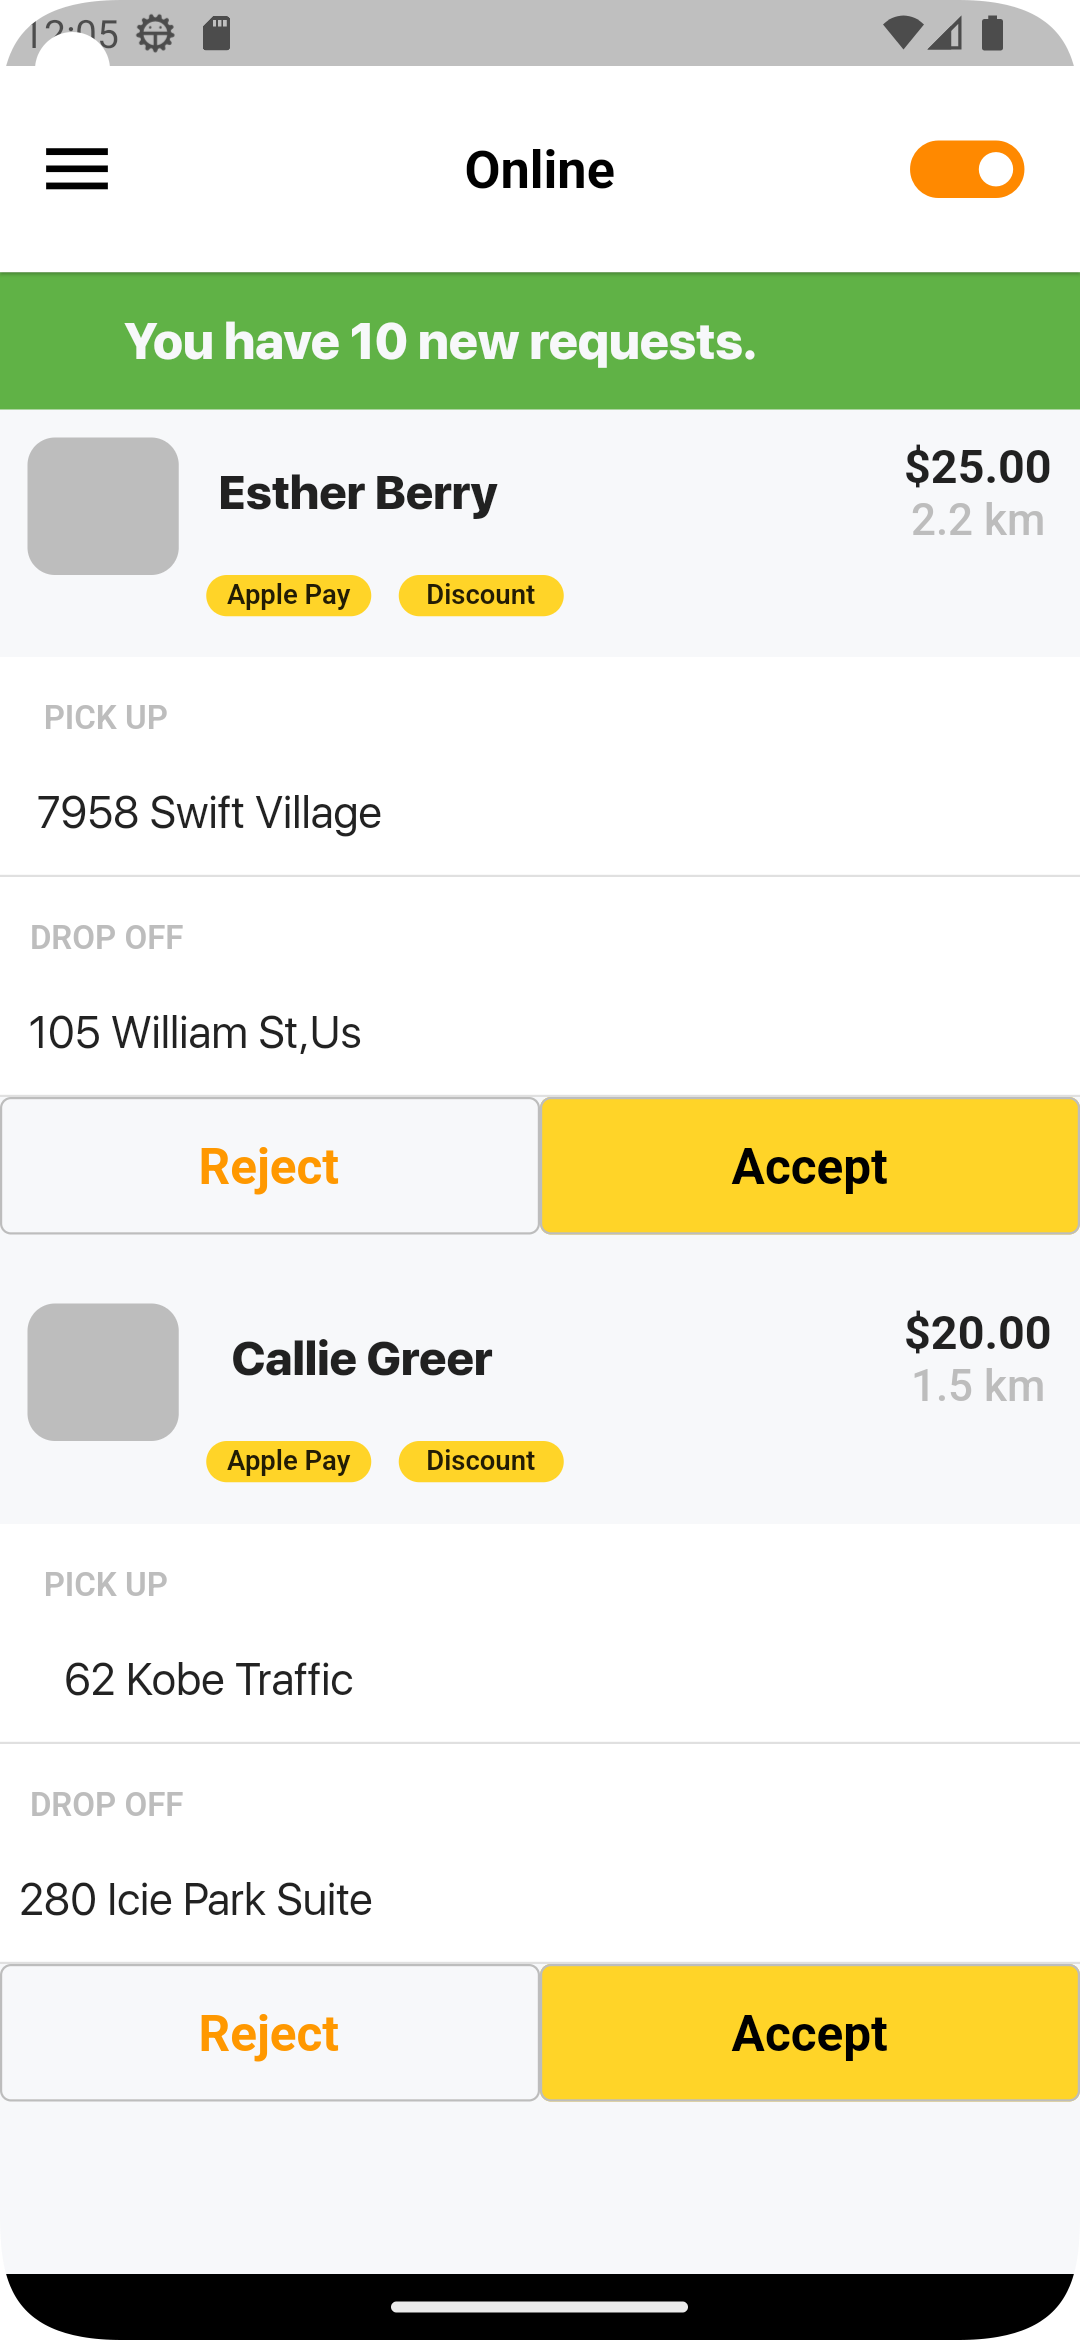 12:05
Online
You have 10 new requests.
Esther Berry
$25.00
2.2 km
Apple Pay
Discount
PICK UP
7958 Swift Village
DROP OFF
105 William St,Us
Reject
Accept
Callie Greer
$20.00
1.5 km
Apple Pay
Discount
PICK UP
62 Kobe Traffic
DROP OFF
280 Icie Park Suite
Reject
Accept